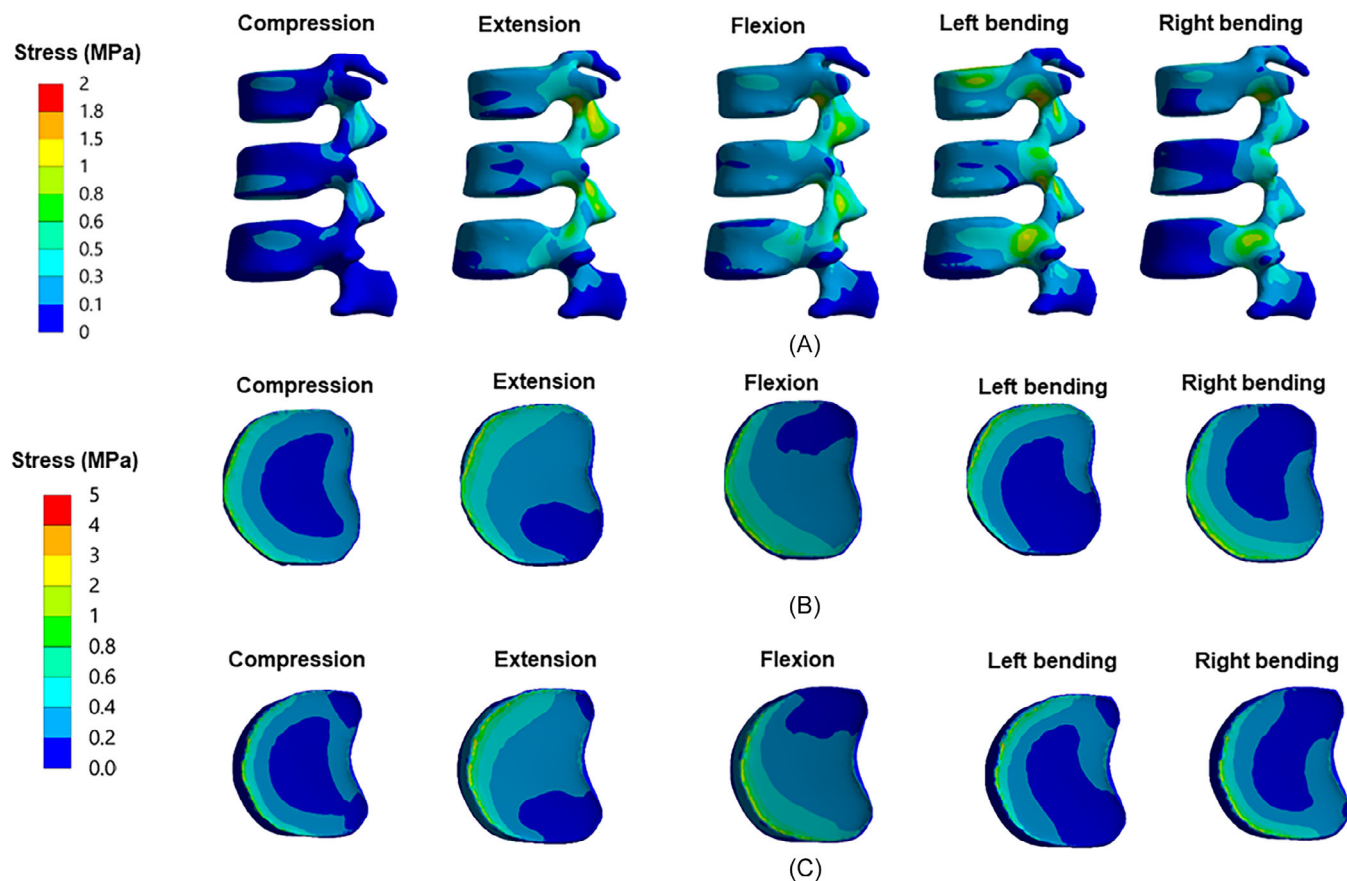 Compression Extension Flexion Left bending Right bending
Stress (MPa)
2
1.8
1.5
1
0.8
0.6
0.5
0.3
0.1
0
(A)
Compression Extension Flexion Left bending Right bending
Stress (MPa)
5
4
3
2
1
0.8
0.6
0.4
0.2
0.0
(B)
Compression Extension Flexion Left bending Right bending
(C)